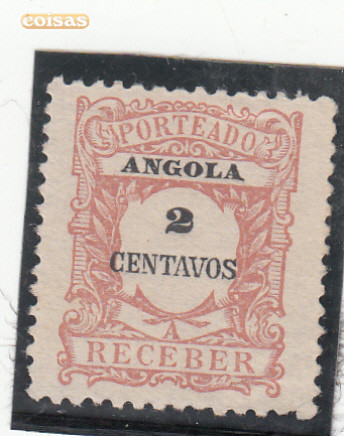 coisas
PORTEADO
ANGOLA
2
CENTAVOS
A
RECEBER